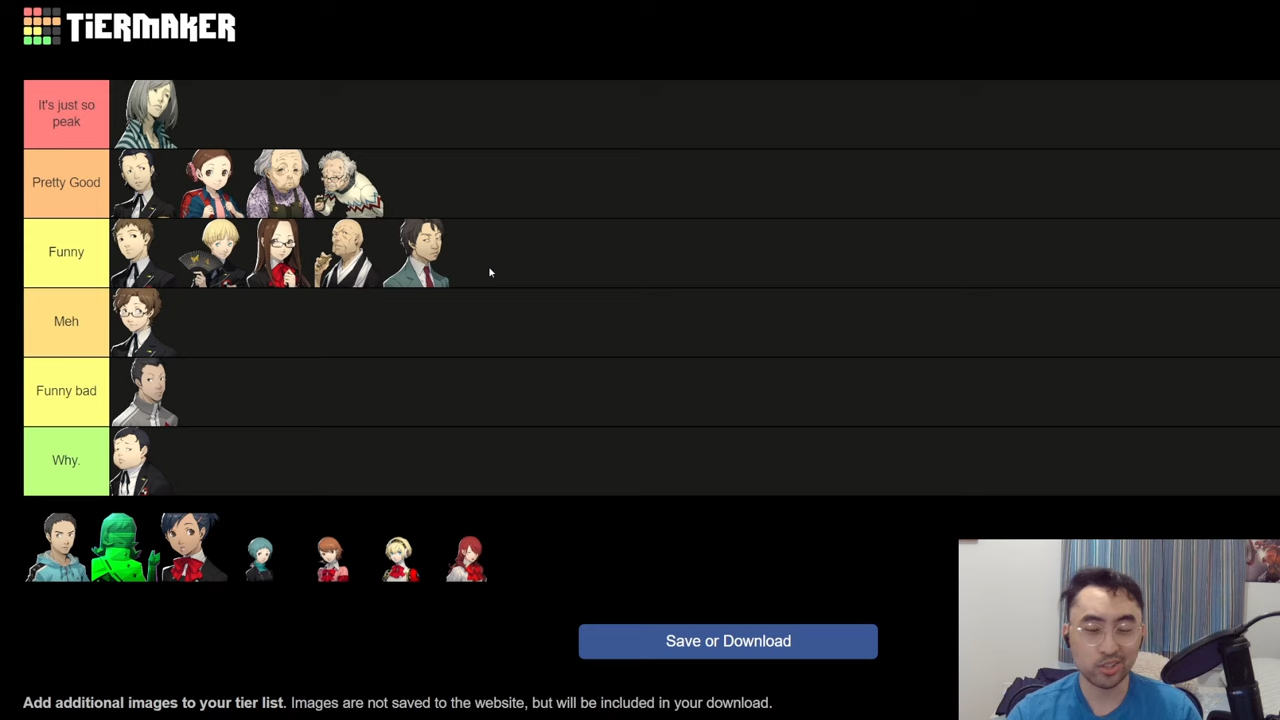 TiERMAKER
It's just so
peak
Pretty Good
Funny
Meh
Funny bad
Why.
Save or Download
Add additional images to your tier list. Images are not saved to the website, but will be included in your download.